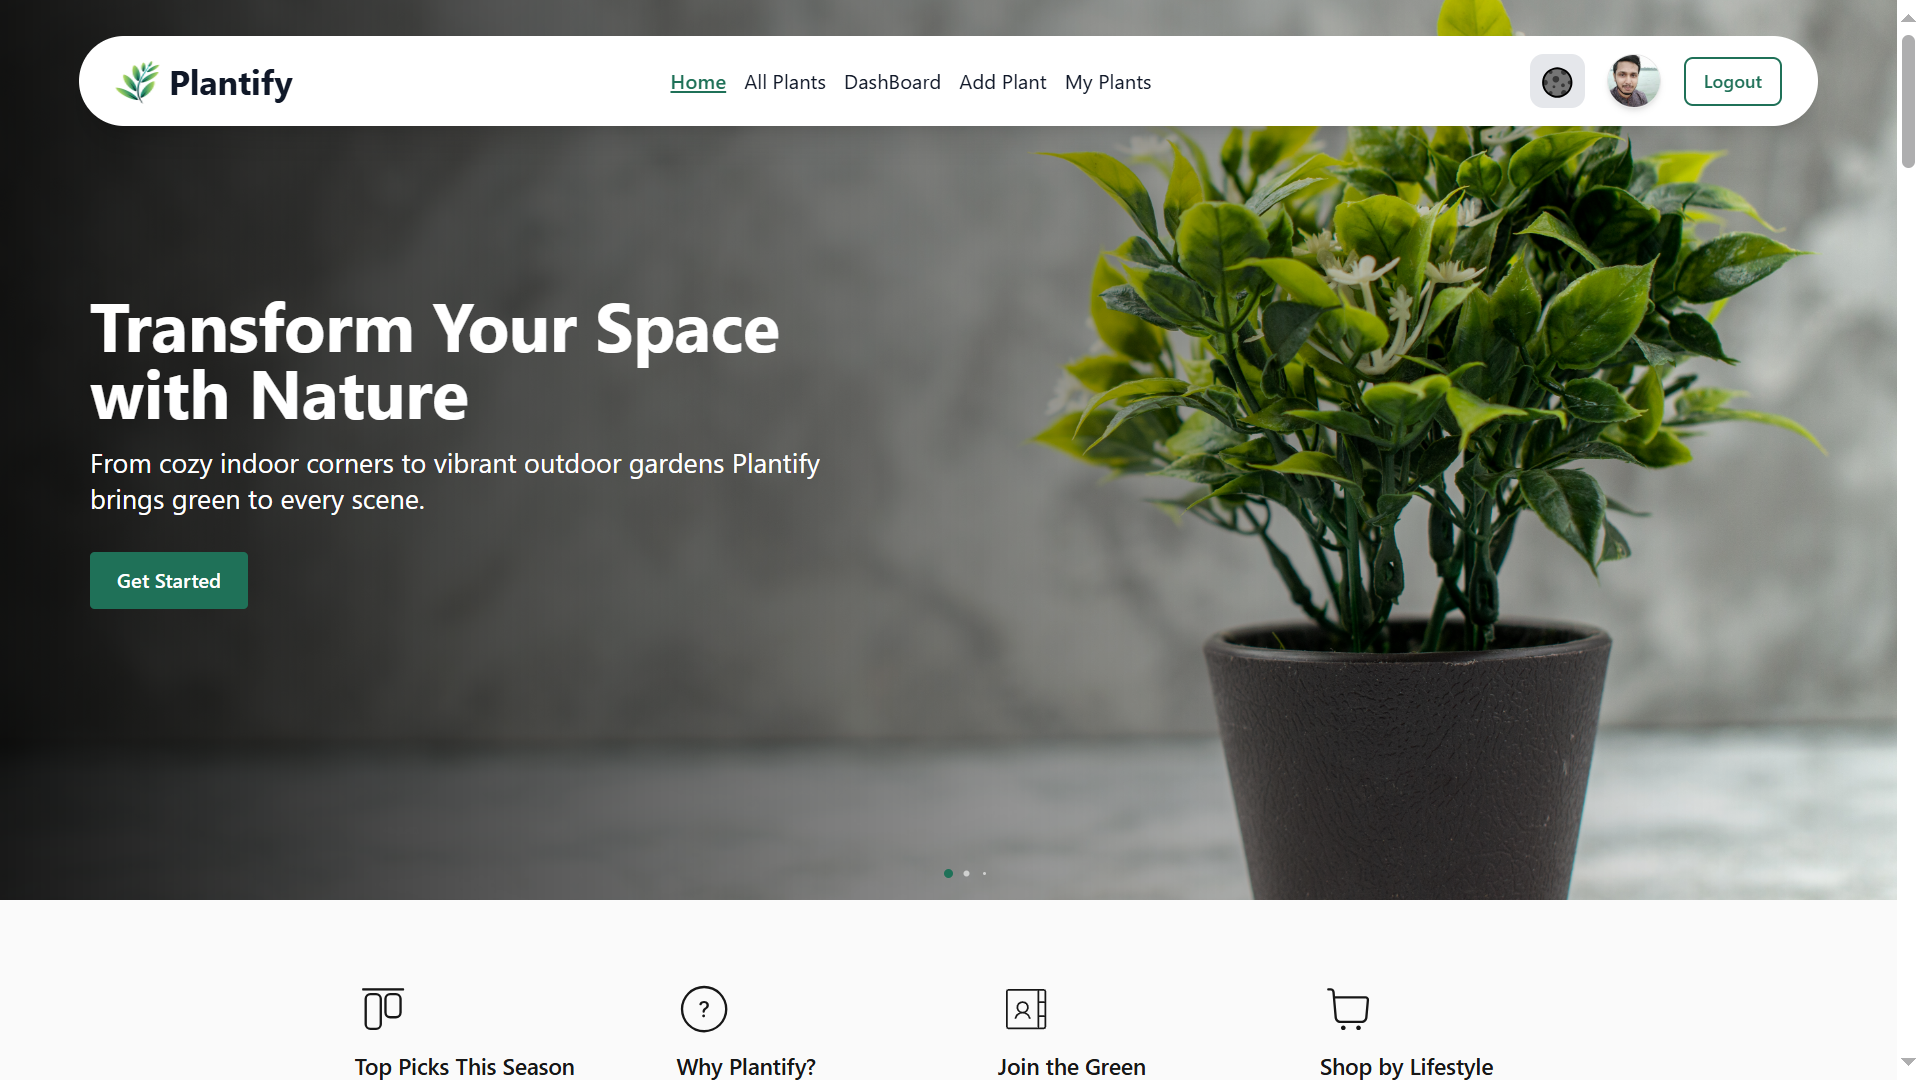 Plantify
Home All Plants DashBoard Add Plant My Plants
Logout
Transform Your Space
with Nature
From cozy indoor corners to vibrant outdoor gardens Plantify
brings green to every scene.
Get Started
?
Top Picks This Season
Why Plantify?
Join the Green
Shop by Lifestyle